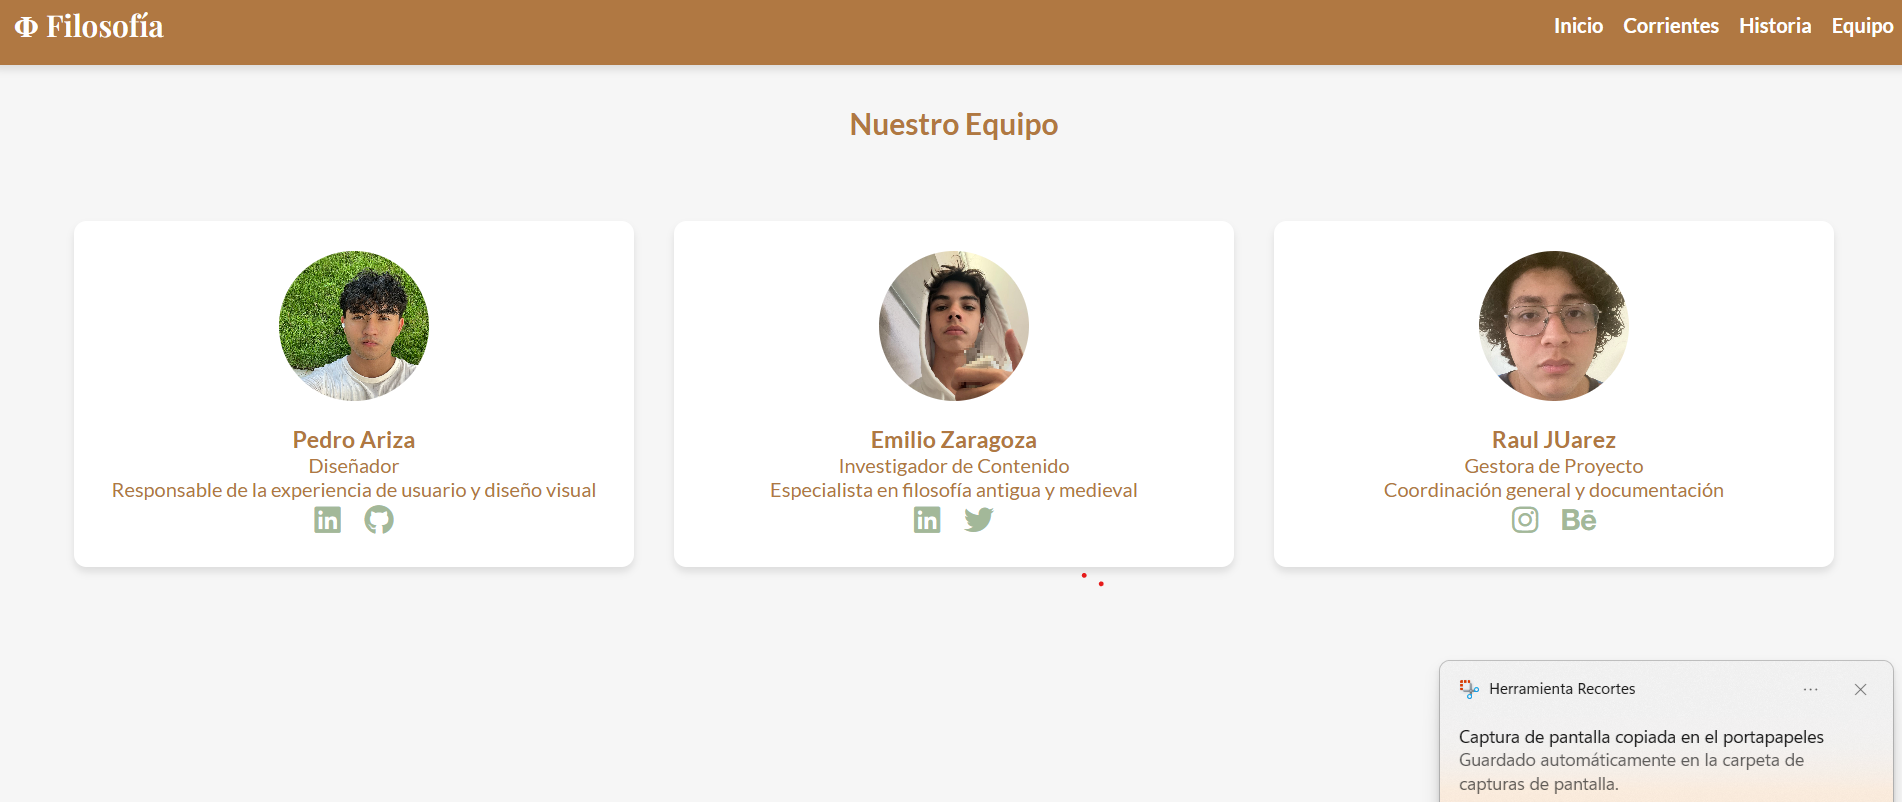 Φ Filosofía
Inicio Corrientes Historia Equipo
Nuestro Equipo
Pedro Ariza
Diseñador
Responsable de la experiencia de usuario y diseño visual
Emilio Zaragoza
Investigador de Contenido
Especialista en filosofía antigua y medieval
Raul JUarez
Gestora de Proyecto
Coordinación general y documentación
Herramienta Recortes
Captura de pantalla copiada en el portapapeles
Guardado automáticamente en la carpeta de
capturas de pantalla.